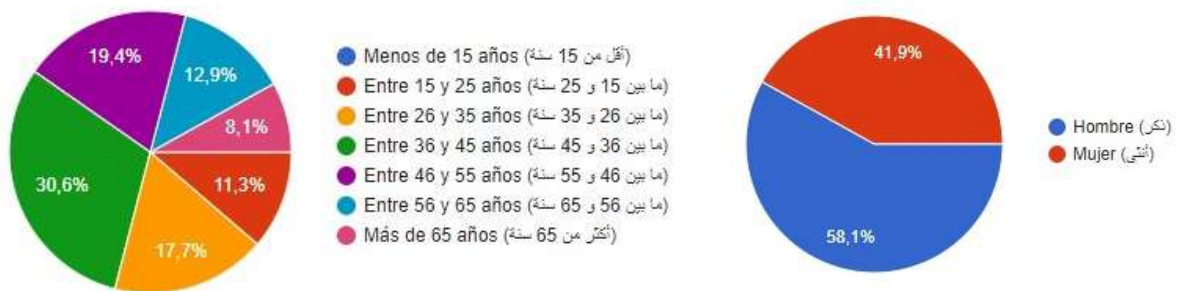 19,4%
12,9%
8,1%
11,3%
17,7%
30,6%
Menos de 15 años (أقل من 15 سنة)
Entre 15 y 25 años (ما بين 15 و 25 سنة)
Entre 26 y 35 años (ما بين 26 و 35 سنة)
Entre 36 y 45 años (ما بين 36 و 45 سنة)
Entre 46 y 55 años (ما بين 46 و 55 سنة)
Entre 56 y 65 años (ما بين 56 و 65 سنة)
Más de 65 años (أكثر من 65 سنة)
41,9%
58,1%
Hombre (ذكر)
Mujer (أنثى)